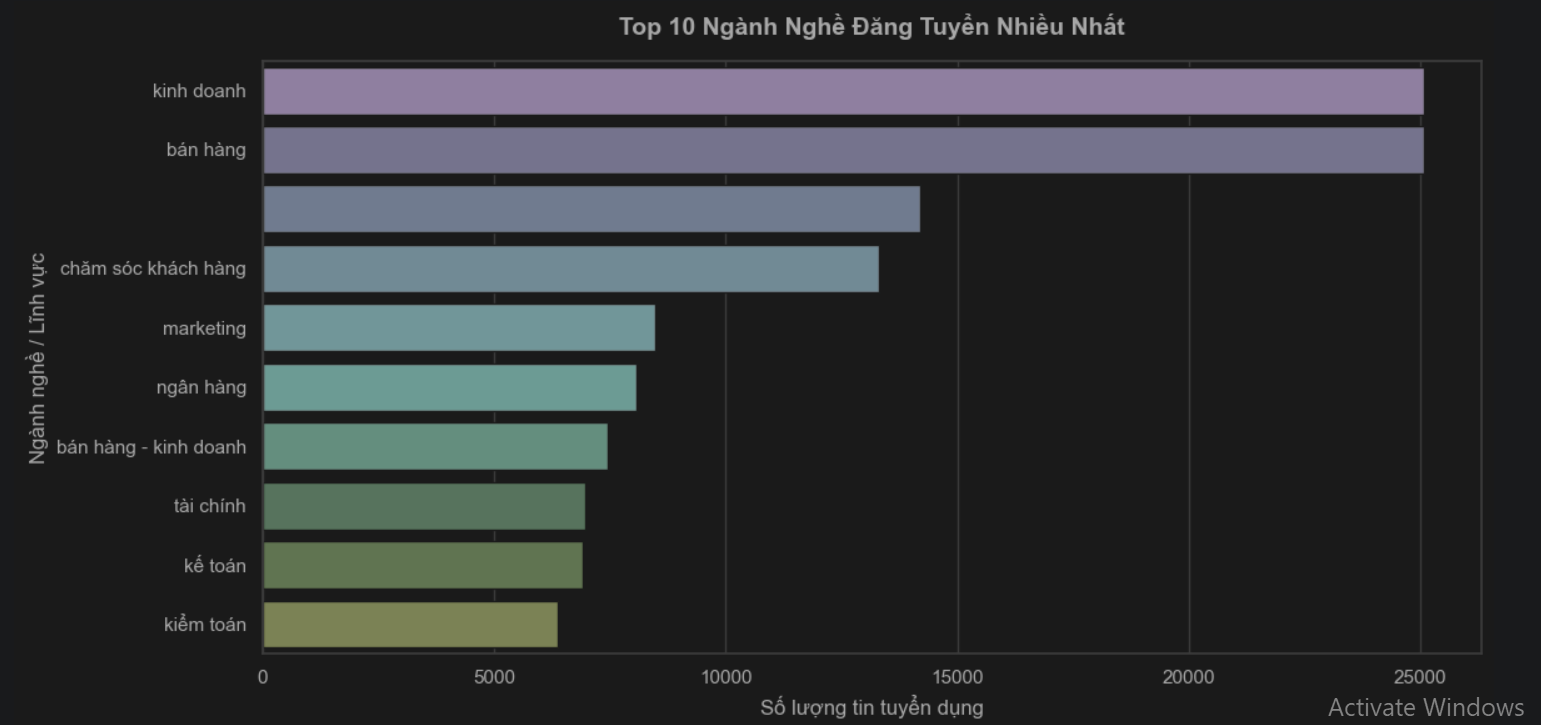 Top 10 Ngành Nghề Đăng Tuyển Nhiều Nhất
Ngành nghề / Lĩnh vực
kinh doanh
bán hàng
chăm sóc khách hàng
marketing
ngân hàng
bán hàng - kinh doanh
tài chính
kế toán
kiểm toán
0 5000 10000 15000 20000 25000
Số lượng tin tuyển dụng
Activate Windows